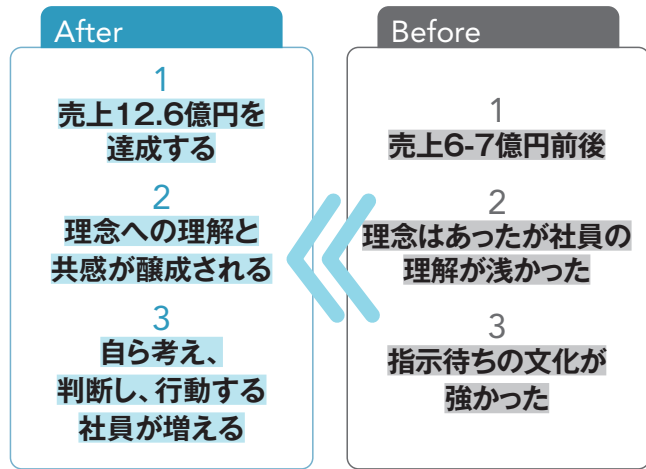 After
1
売上12.6億円を
達成する
2
理念への理解と
共感が醸成される
3
自ら考え、
判断し、行動する
社員が増える
Before
1
売上6-7億円前後
2
理念はあったが社員の
理解が浅かった
3
指示待ちの文化が
強かった